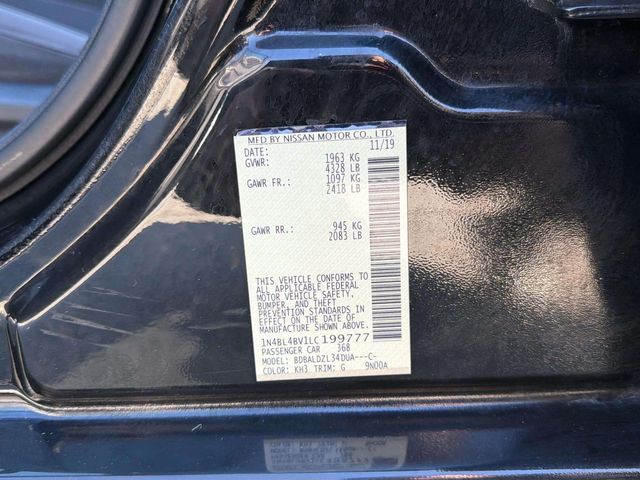 MFD BY NISSAN MOTOR CO., LTD.
DATE: 11/19
GVWR: 1963 KG
4328 LB
GAWR FR.: 1097 KG
2418 LB
GAWR RR.: 945 KG
2083 LB
THIS VEHICLE CONFORMS TO
ALL APPLICABLE FEDERAL
MOTOR VEHICLE SAFETY,
BUMPER, AND THEFT
PREVENTION STANDARDS
IN EFFECT ON THE DATE OF
MANUFACTURE SHOWN ABOVE.
1N4BL4BV1LC199777
PASSENGER CAR 368
MODEL: BDBALDZL34DUA---C-
COLOR: KH3 TRIM: G 9N00A